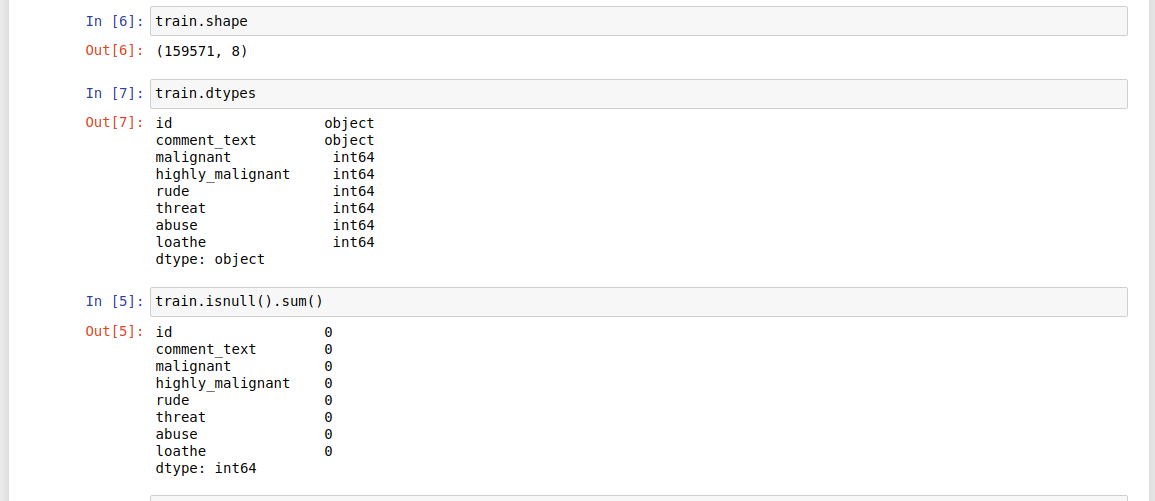 In [6]: train.shape
Out[6]: (159571, 8)
In [7]: train.dtypes
Out[7]: id object
comment_text object
malignant int64
highly_malignant int64
rude int64
threat int64
abuse int64
loathe int64
dtype: object
In [5]: train.isnull().sum()
Out[5]: id 0
comment_text 0
malignant 0
highly_malignant 0
rude 0
threat 0
abuse 0
loathe 0
dtype: int64